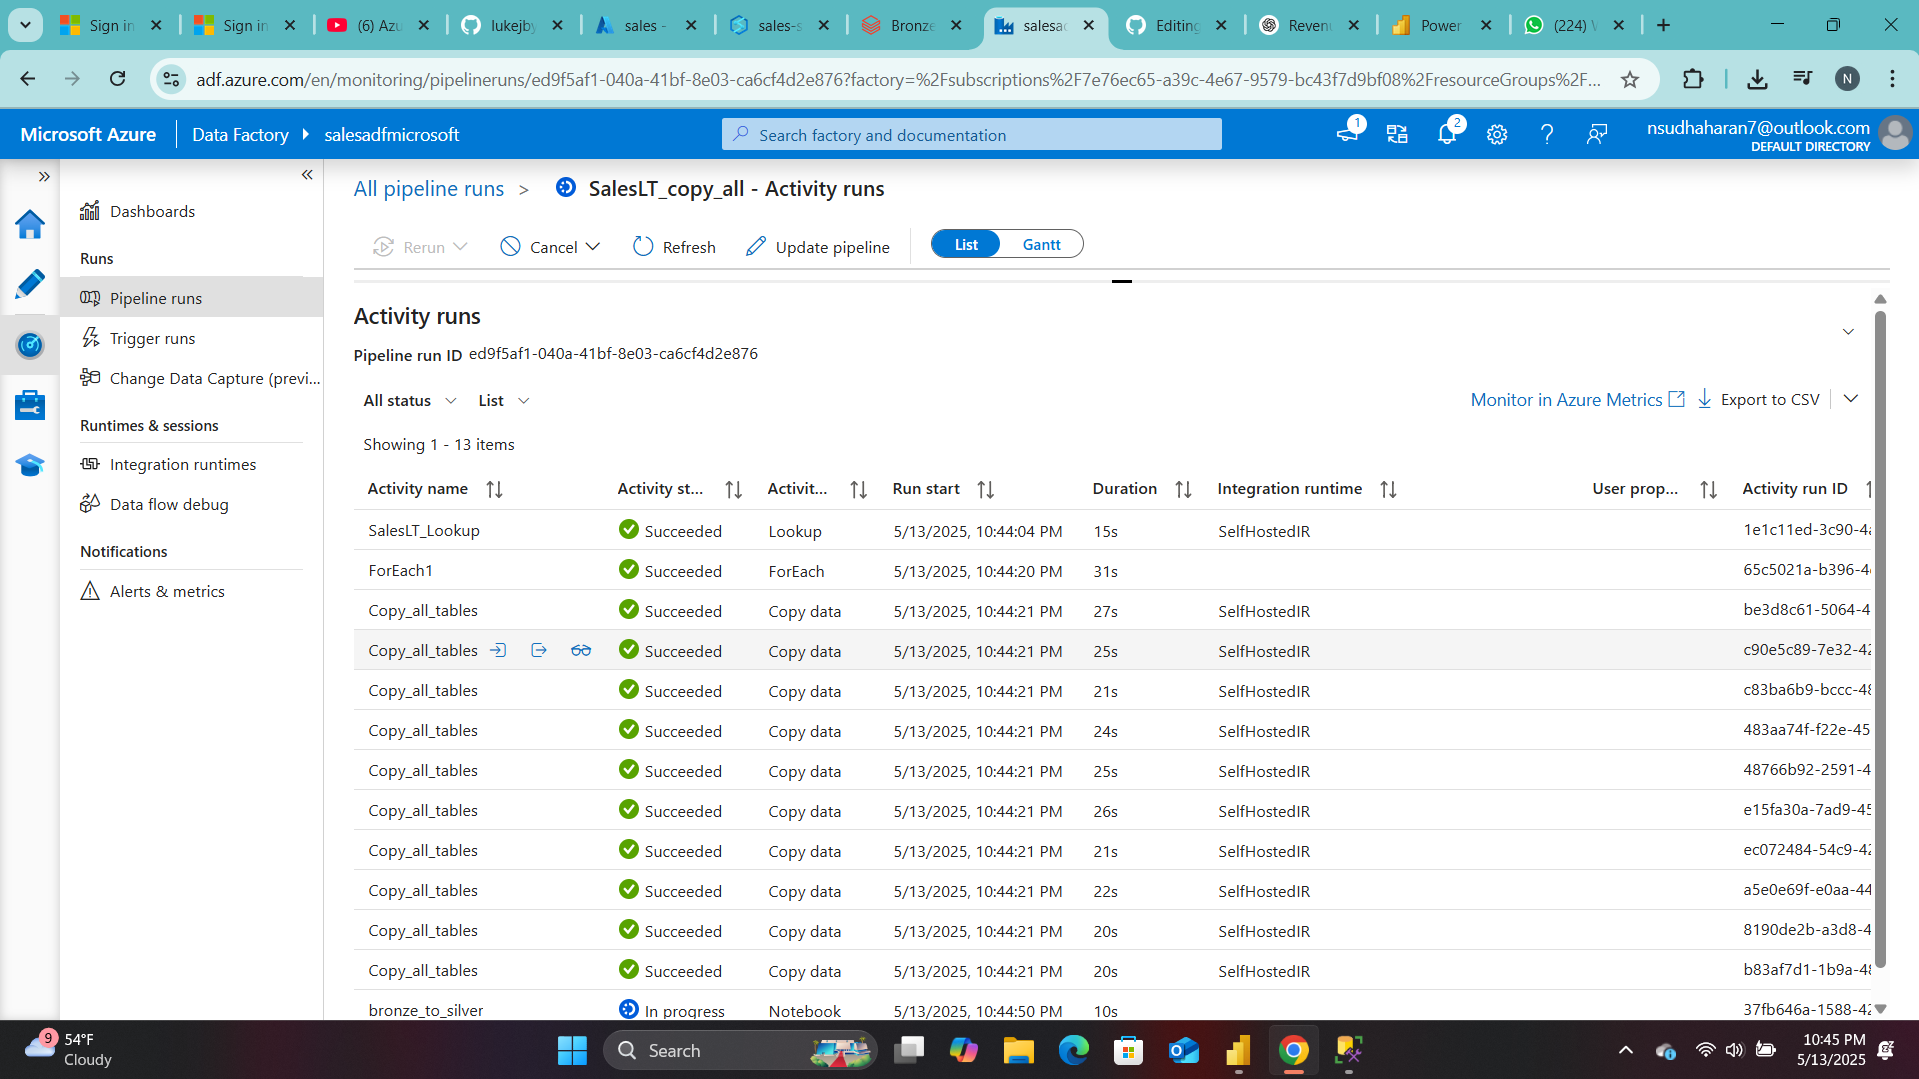 Sign in
Sign in
(6) Azu
lukejby
sales -
sales-s
Bronze
salesad
Editing
Reven
Power
(224) W
adf.azure.com/en/monitoring/pipelineruns/ed9f5af1-040a-41bf-8e03-ca6cf4d2e876?factory=%2Fsubscriptions%2F7e76ec65-a39c-4e67-9579-bc43f7d9bf08%2FresourceGroups%2F...
N
Microsoft Azure
Data Factory
salesadfmicrosoft
Search factory and documentation
1
2
nsudhaharan7@outlook.com
DEFAULT DIRECTORY
Dashboards
Runs
Pipeline runs
Trigger runs
Change Data Capture (previ...
Runtimes & sessions
Integration runtimes
Data flow debug
Notifications
Alerts & metrics
All pipeline runs > SalesLT_copy_all - Activity runs
Rerun
Cancel
Refresh
Update pipeline
List
Gantt
Activity runs
Pipeline run ID ed9f5af1-040a-41bf-8e03-ca6cf4d2e876
All status
List
Monitor in Azure Metrics
Export to CSV
Showing 1 - 13 items
Activity name Activity st... Activit... Run start Duration Integration runtime User prop... Activity run ID
SalesLT_Lookup Succeeded Lookup 5/13/2025, 10:44:04 PM 15s SelfHostedIR 1e1c11ed-3c90-4a
ForEach1 Succeeded ForEach 5/13/2025, 10:44:20 PM 31s 65c5021a-b396-4
Copy_all_tables Succeeded Copy data 5/13/2025, 10:44:21 PM 27s SelfHostedIR be3d8c61-5064-4
Copy_all_tables Succeeded Copy data 5/13/2025, 10:44:21 PM 25s SelfHostedIR c90e5c89-7e32-42
Copy_all_tables Succeeded Copy data 5/13/2025, 10:44:21 PM 21s SelfHostedIR c83ba6b9-bccc-48
Copy_all_tables Succeeded Copy data 5/13/2025, 10:44:21 PM 24s SelfHostedIR 483aa74f-f22e-45
Copy_all_tables Succeeded Copy data 5/13/2025, 10:44:21 PM 25s SelfHostedIR 48766b92-2591-4
Copy_all_tables Succeeded Copy data 5/13/2025, 10:44:21 PM 26s SelfHostedIR e15fa30a-7ad9-45
Copy_all_tables Succeeded Copy data 5/13/2025, 10:44:21 PM 21s SelfHostedIR ec072484-54c9-42
Copy_all_tables Succeeded Copy data 5/13/2025, 10:44:21 PM 22s SelfHostedIR a5e0e69f-e0aa-44
Copy_all_tables Succeeded Copy data 5/13/2025, 10:44:21 PM 20s SelfHostedIR 8190de2b-a3d8-4
Copy_all_tables Succeeded Copy data 5/13/2025, 10:44:21 PM 20s SelfHostedIR b83af7d1-1b9a-48
bronze_to_silver In progress Notebook 5/13/2025, 10:44:50 PM 10s 37fb646a-1588-42
9
54°F
Cloudy
Search
10:45 PM
5/13/2025